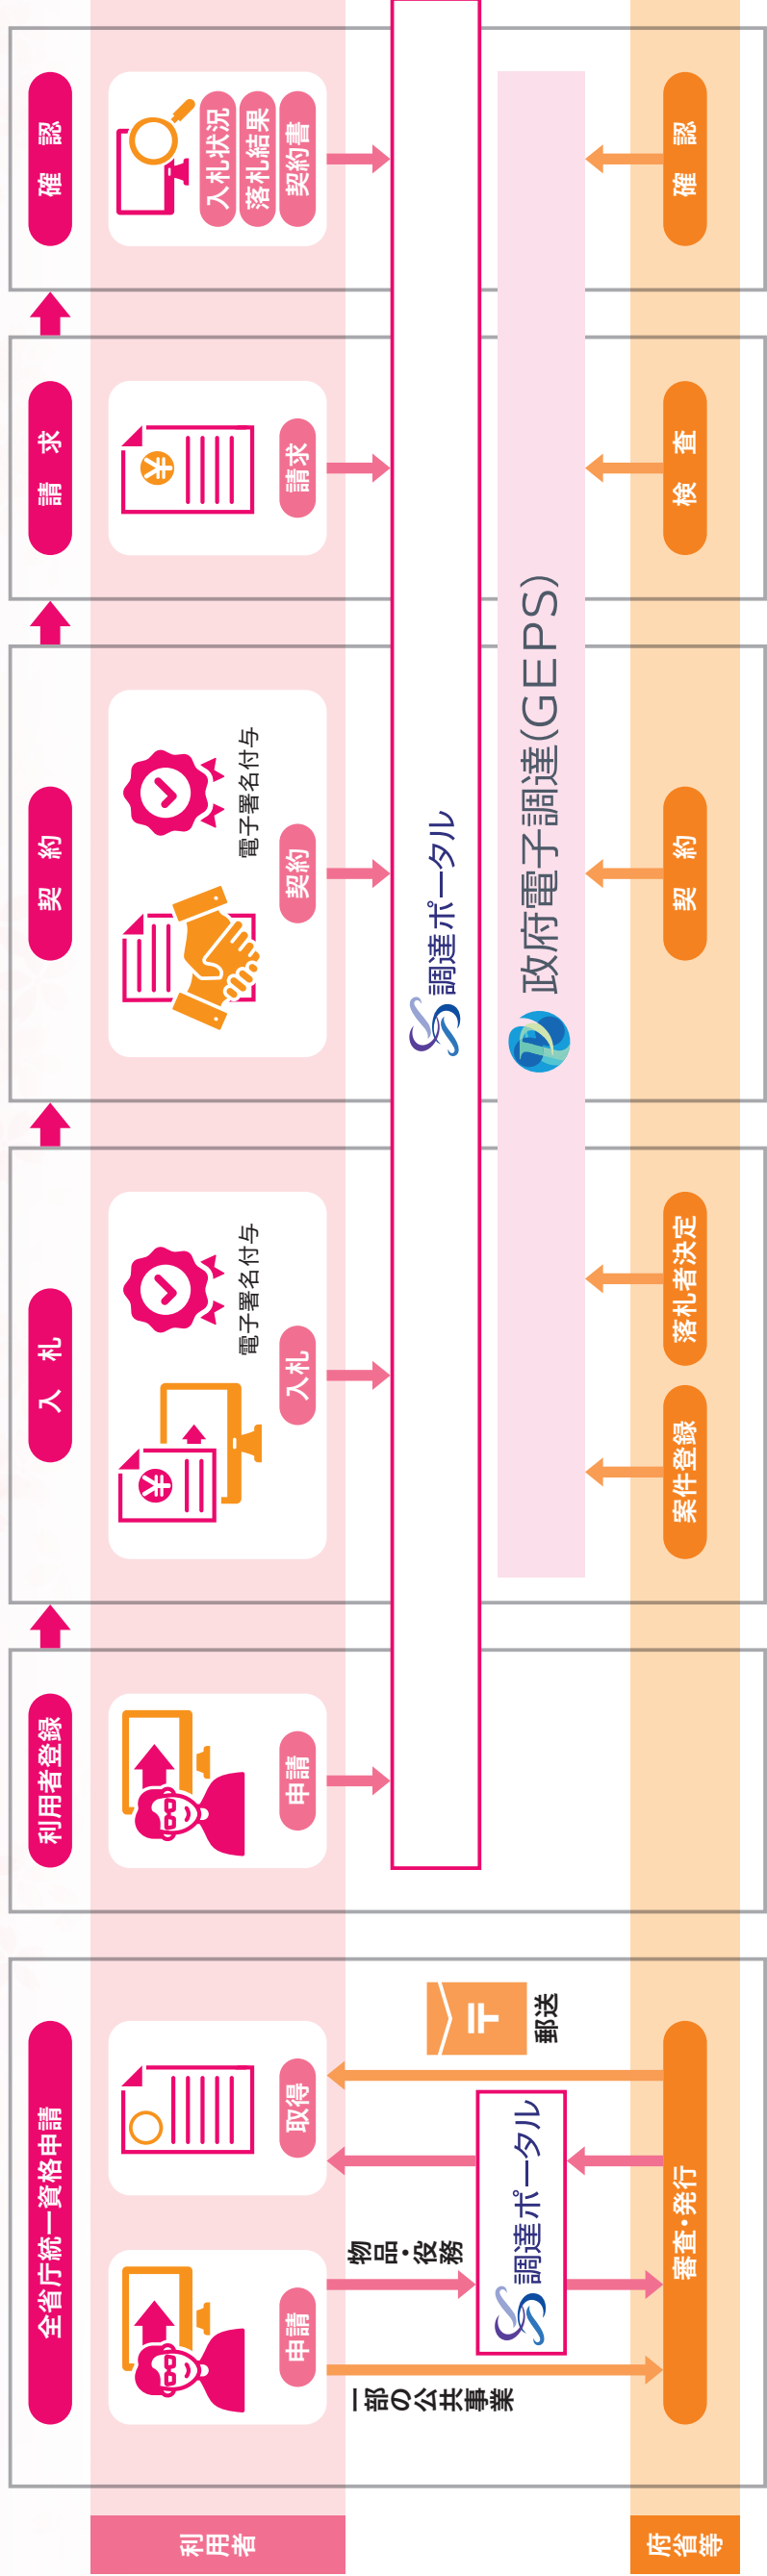 全省庁統一資格申請
利用者登録
入 札
契 約
請 求
確 認
利用者
申請
取得
申請
電子署名付与
入札
電子署名付与
契約
請求
入札状況
落札結果
契約書
一部の公共事業
物品・役務
調達ポータル
郵送
調達ポータル
政府電子調達(GEPS)
府省等
審査・発行
案件登録
落札者決定
契 約
検 査
確 認